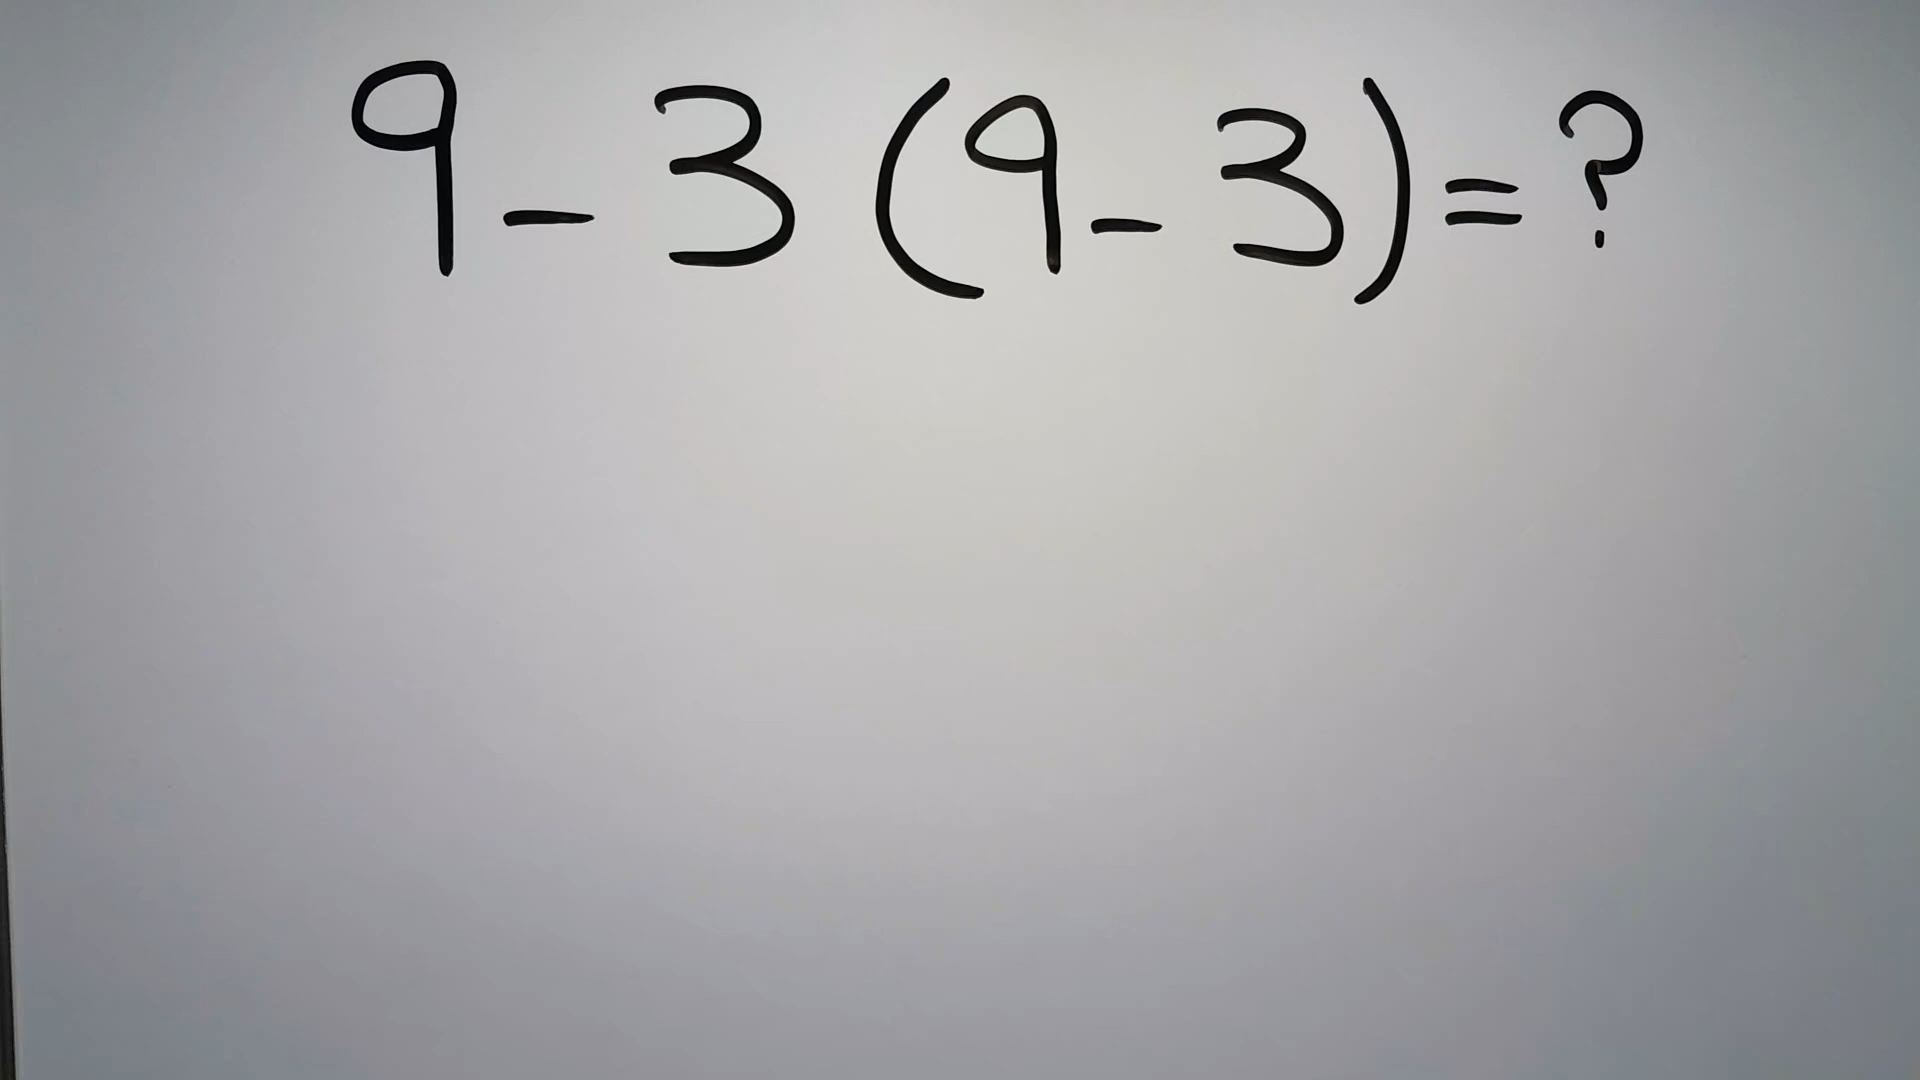 9 - 3 (9 - 3) = ?